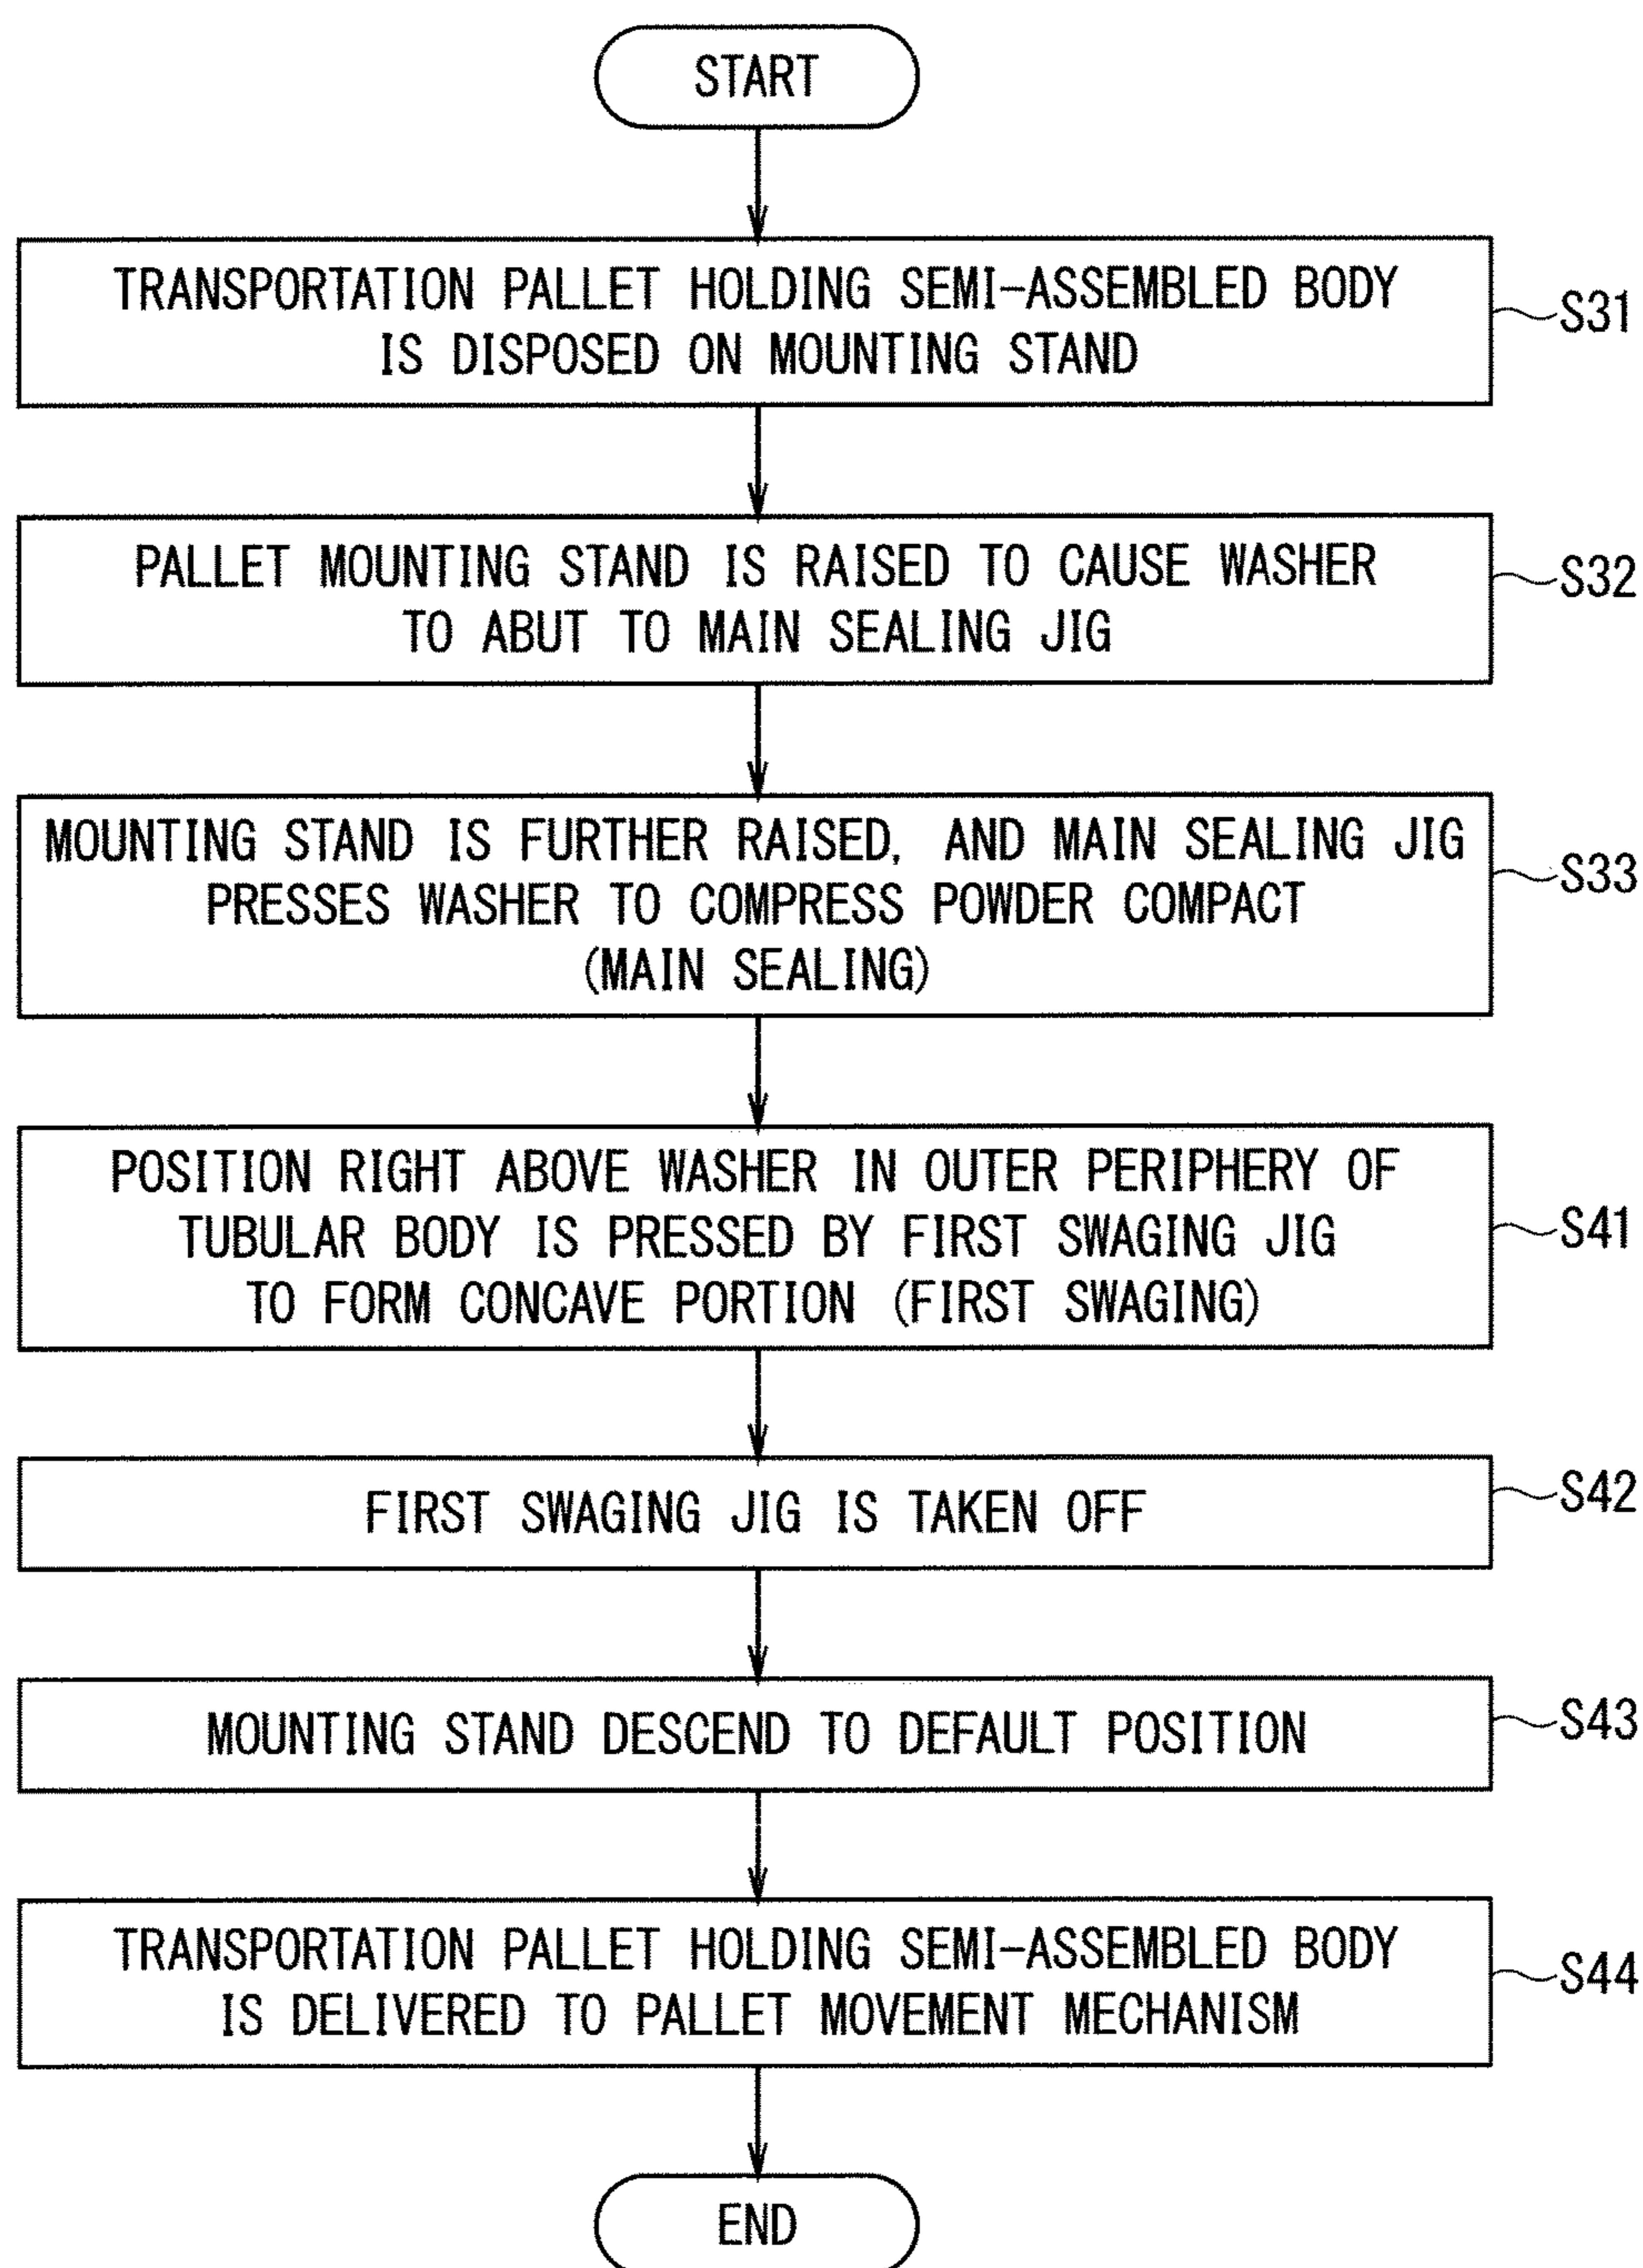 START
TRANSPORTATION PALLET HOLDING SEMI-ASSEMBLED BODY
IS DISPOSED ON MOUNTING STAND
S31
PALLET MOUNTING STAND IS RAISED TO CAUSE WASHER
TO ABUT TO MAIN SEALING JIG
S32
MOUNTING STAND IS FURTHER RAISED, AND MAIN SEALING JIG
PRESSES WASHER TO COMPRESS POWDER COMPACT
(MAIN SEALING)
S33
POSITION RIGHT ABOVE WASHER IN OUTER PERIPHERY OF
TUBULAR BODY IS PRESSED BY FIRST SWAGING JIG
TO FORM CONCAVE PORTION (FIRST SWAGING)
S41
FIRST SWAGING JIG IS TAKEN OFF
S42
MOUNTING STAND DESCEND TO DEFAULT POSITION
S43
TRANSPORTATION PALLET HOLDING SEMI-ASSEMBLED BODY
IS DELIVERED TO PALLET MOVEMENT MECHANISM
S44
END